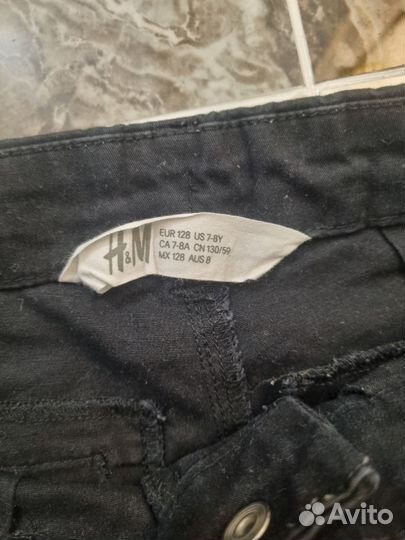 H&M
EUR 128 US 7-8Y
CA 7-8A CN 130/59
MX 128 AUS 8
Avito